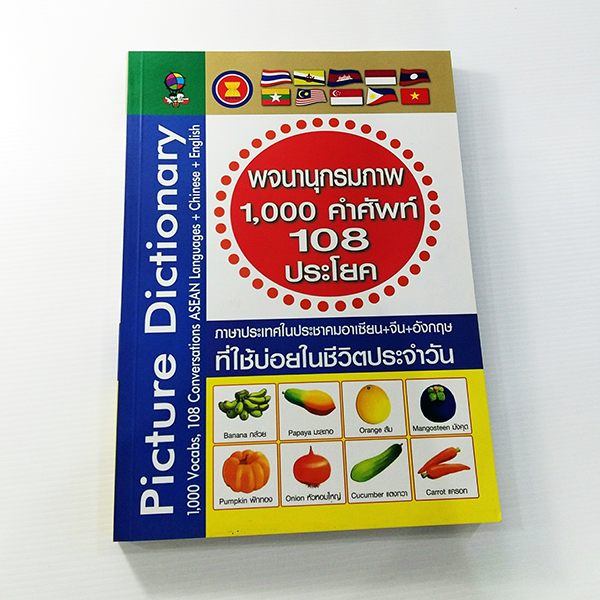 Picture Dictionary
1,000 Vocabs, 108 Conversations ASEAN Languages + Chinese + English
พจนานุกรมภาพ
1,000 คำศัพท์
108
ประโยค
ภาษาประเทศในประชาคมอาเซียน+จีน+อังกฤษ
ที่ใช้บ่อยในชีวิตประจำวัน
Banana กล้วย
Papaya มะละกอ
Orange ส้ม
Mangosteen มังคุด
Pumpkin ฟักทอง
Onion หัวหอมใหญ่
Cucumber แตงกวา
Carrot แครอท